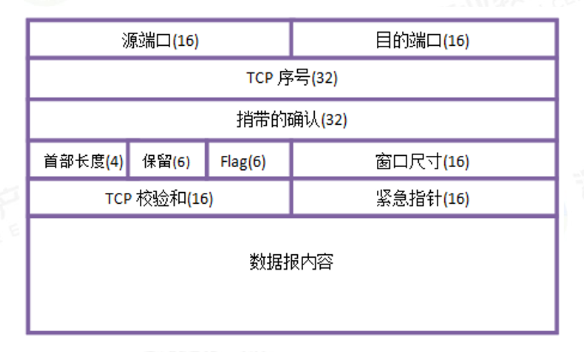 源端口(16) 目的端口(16)
TCP 序号(32)
捎带的确认(32)
首部长度(4) 保留(6) Flag(6) 窗口尺寸(16)
TCP 校验和(16) 紧急指针(16)
数据报内容